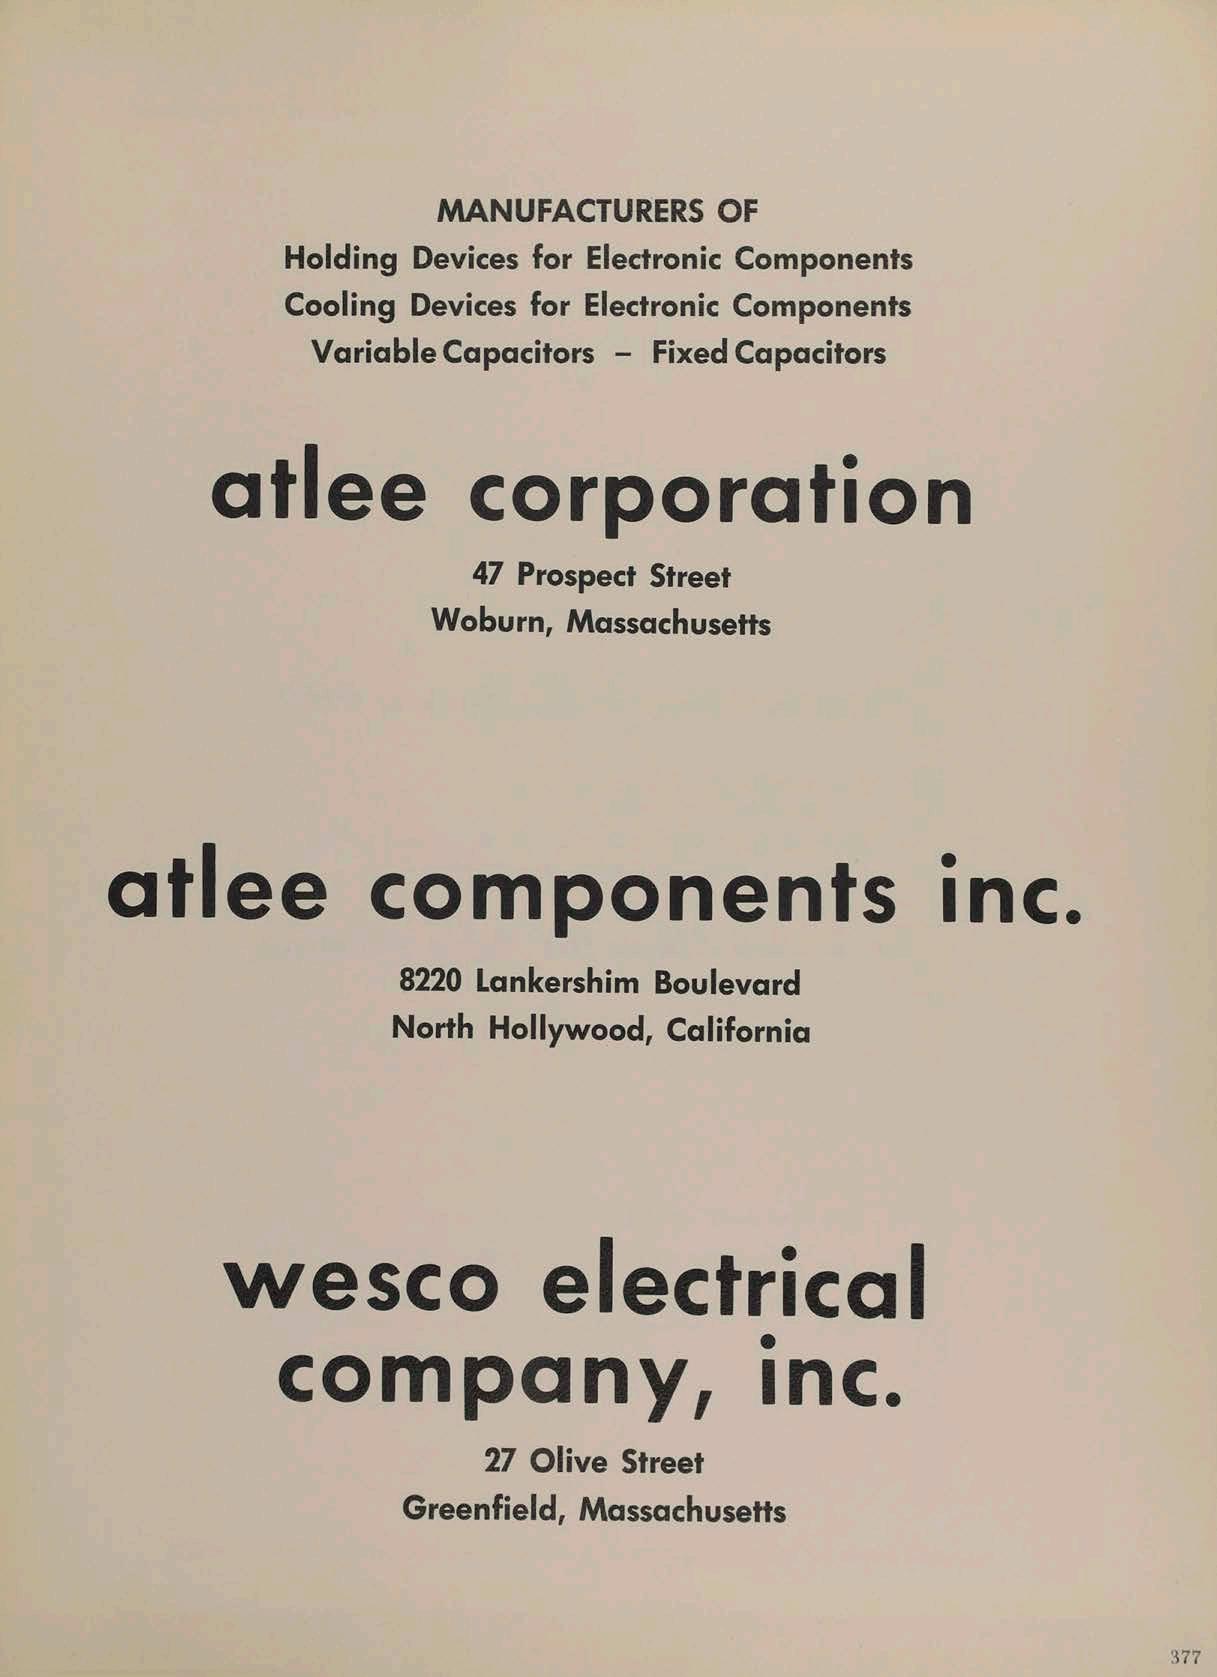 MANUFACTURERS OF
Holding Devices for Electronic Components
Cooling Devices for Electronic Components
Variable Capacitors – Fixed Capacitors
atlee corporation
47 Prospect Street
Woburn, Massachusetts
atlee components inc.
8220 Lankershim Boulevard
North Hollywood, California
wesco electrical
company, inc.
27 Olive Street
Greenfield, Massachusetts
377